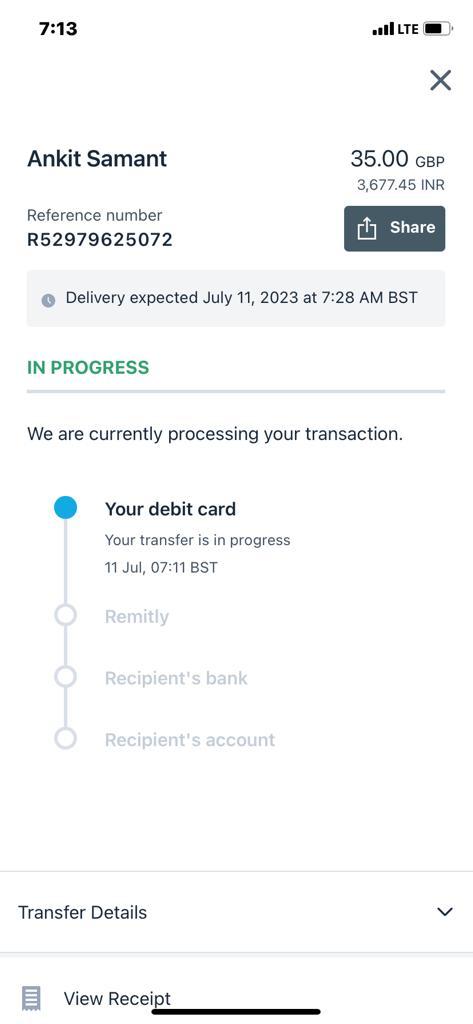 7:13
LTE
Ankit Samant
35.00 GBP
3,677.45 INR
Reference number
R52979625072
Share
Delivery expected July 11, 2023 at 7:28 AM BST
IN PROGRESS
We are currently processing your transaction.
Your debit card
Your transfer is in progress
11 Jul, 07:11 BST
Remitly
Recipient's bank
Recipient's account
Transfer Details
View Receipt